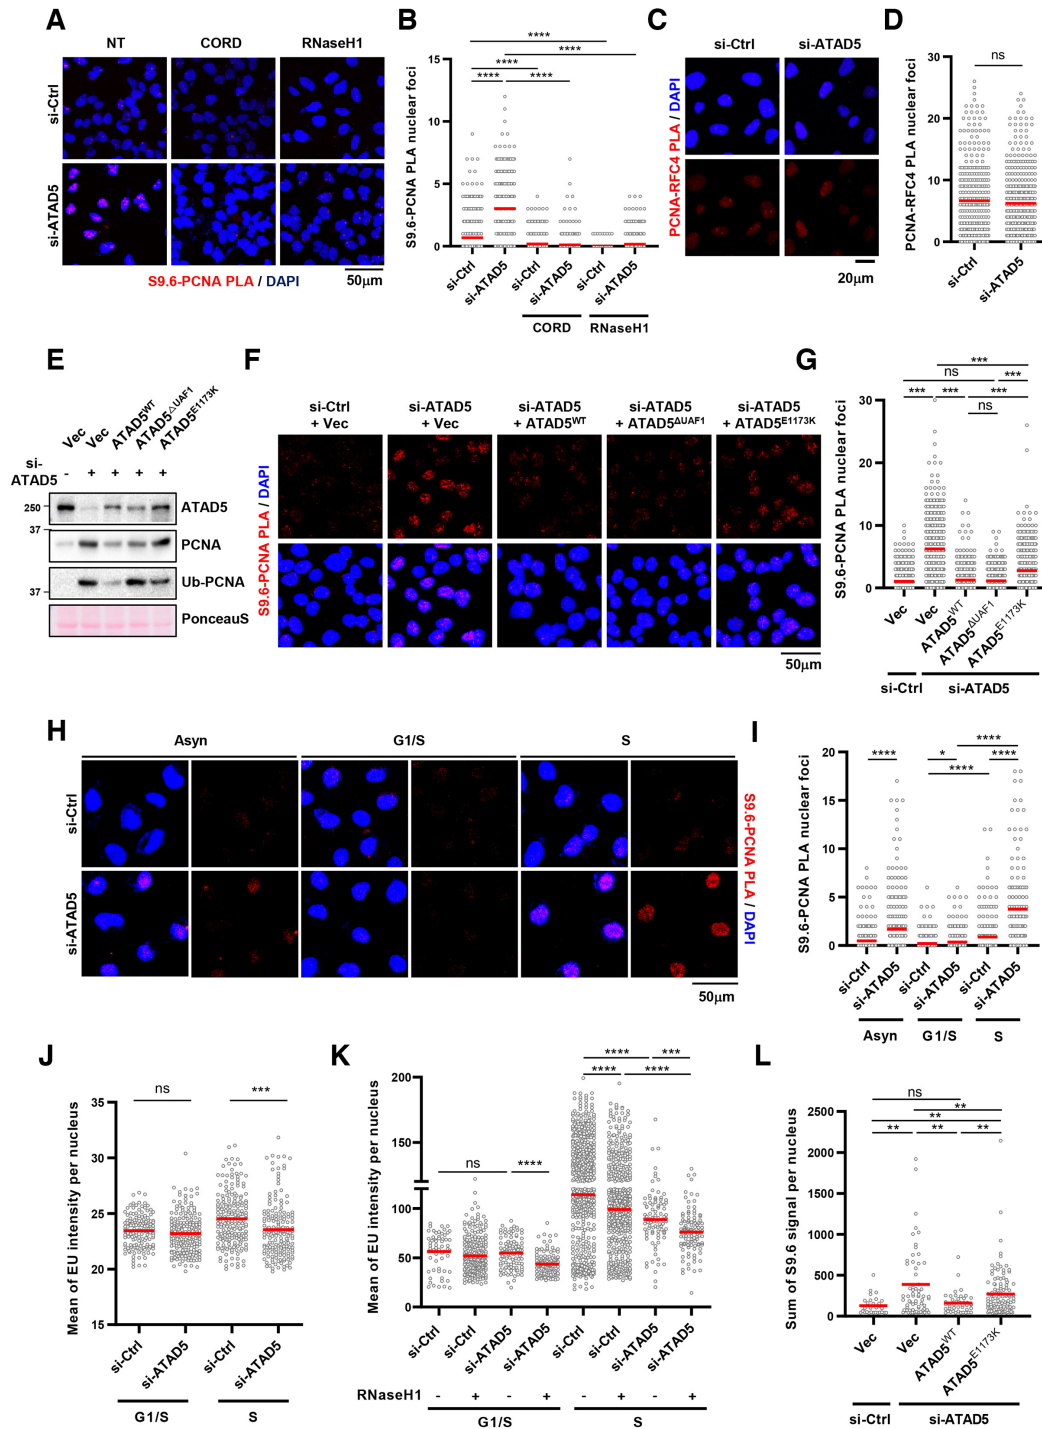 A
NT
CORD
RNaseH1
si-Ctrl
si-ATAD5
S9.6-PCNA PLA / DAPI
50μm
B
S9.6-PCNA PLA nuclear foci
15
10
5
0
****
****
****
****
****
si-Ctrl
si-ATAD5
si-Ctrl
si-ATAD5
si-Ctrl
si-ATAD5
CORD
RNaseH1
C
si-Ctrl
si-ATAD5
PCNA-RFC4 PLA / DAPI
20μm
D
PCNA-RFC4 PLA nuclear foci
30
20
10
0
ns
si-Ctrl
si-ATAD5
E
Vec
Vec
ATAD5WT
ATAD5△UAF1
ATAD5E1173K
si-
ATAD5
- + + + +
250
ATAD5
37
PCNA
Ub-PCNA
37
PonceauS
F
si-Ctrl + Vec
si-ATAD5 + Vec
si-ATAD5 + ATAD5WT
si-ATAD5 + ATAD5ΔUAF1
si-ATAD5 + ATAD5E1173K
S9.6-PCNA PLA / DAPI
50μm
G
S9.6-PCNA PLA nuclear foci
30
20
10
0
***
ns
***
***
***
***
ns
Vec
Vec
ATAD5WT
ATAD5ΔUAF1
ATAD5E1173K
si-Ctrl
si-ATAD5
H
Asyn
G1/S
S
si-Ctrl
si-ATAD5
S9.6-PCNA PLA / DAPI
50μm
I
S9.6-PCNA PLA nuclear foci
20
15
10
5
0
****
****
*
****
****
si-Ctrl
si-ATAD5
si-Ctrl
si-ATAD5
si-Ctrl
si-ATAD5
Asyn
G1/S
S
J
Mean of EU intensity per nucleus
35
30
25
20
15
ns
***
si-Ctrl
si-ATAD5
si-Ctrl
si-ATAD5
G1/S
S
K
Mean of EU intensity per nucleus
200
150
100
50
0
ns
****
****
***
****
****
si-Ctrl
si-Ctrl
si-ATAD5
si-ATAD5
si-Ctrl
si-Ctrl
si-ATAD5
si-ATAD5
RNaseH1 - + - + - + - +
G1/S
S
L
Sum of S9.6 signal per nucleus
2500
2000
1500
1000
500
0
ns
**
**
**
**
**
Vec
Vec
ATAD5WT
ATAD5E1173K
si-Ctrl
si-ATAD5